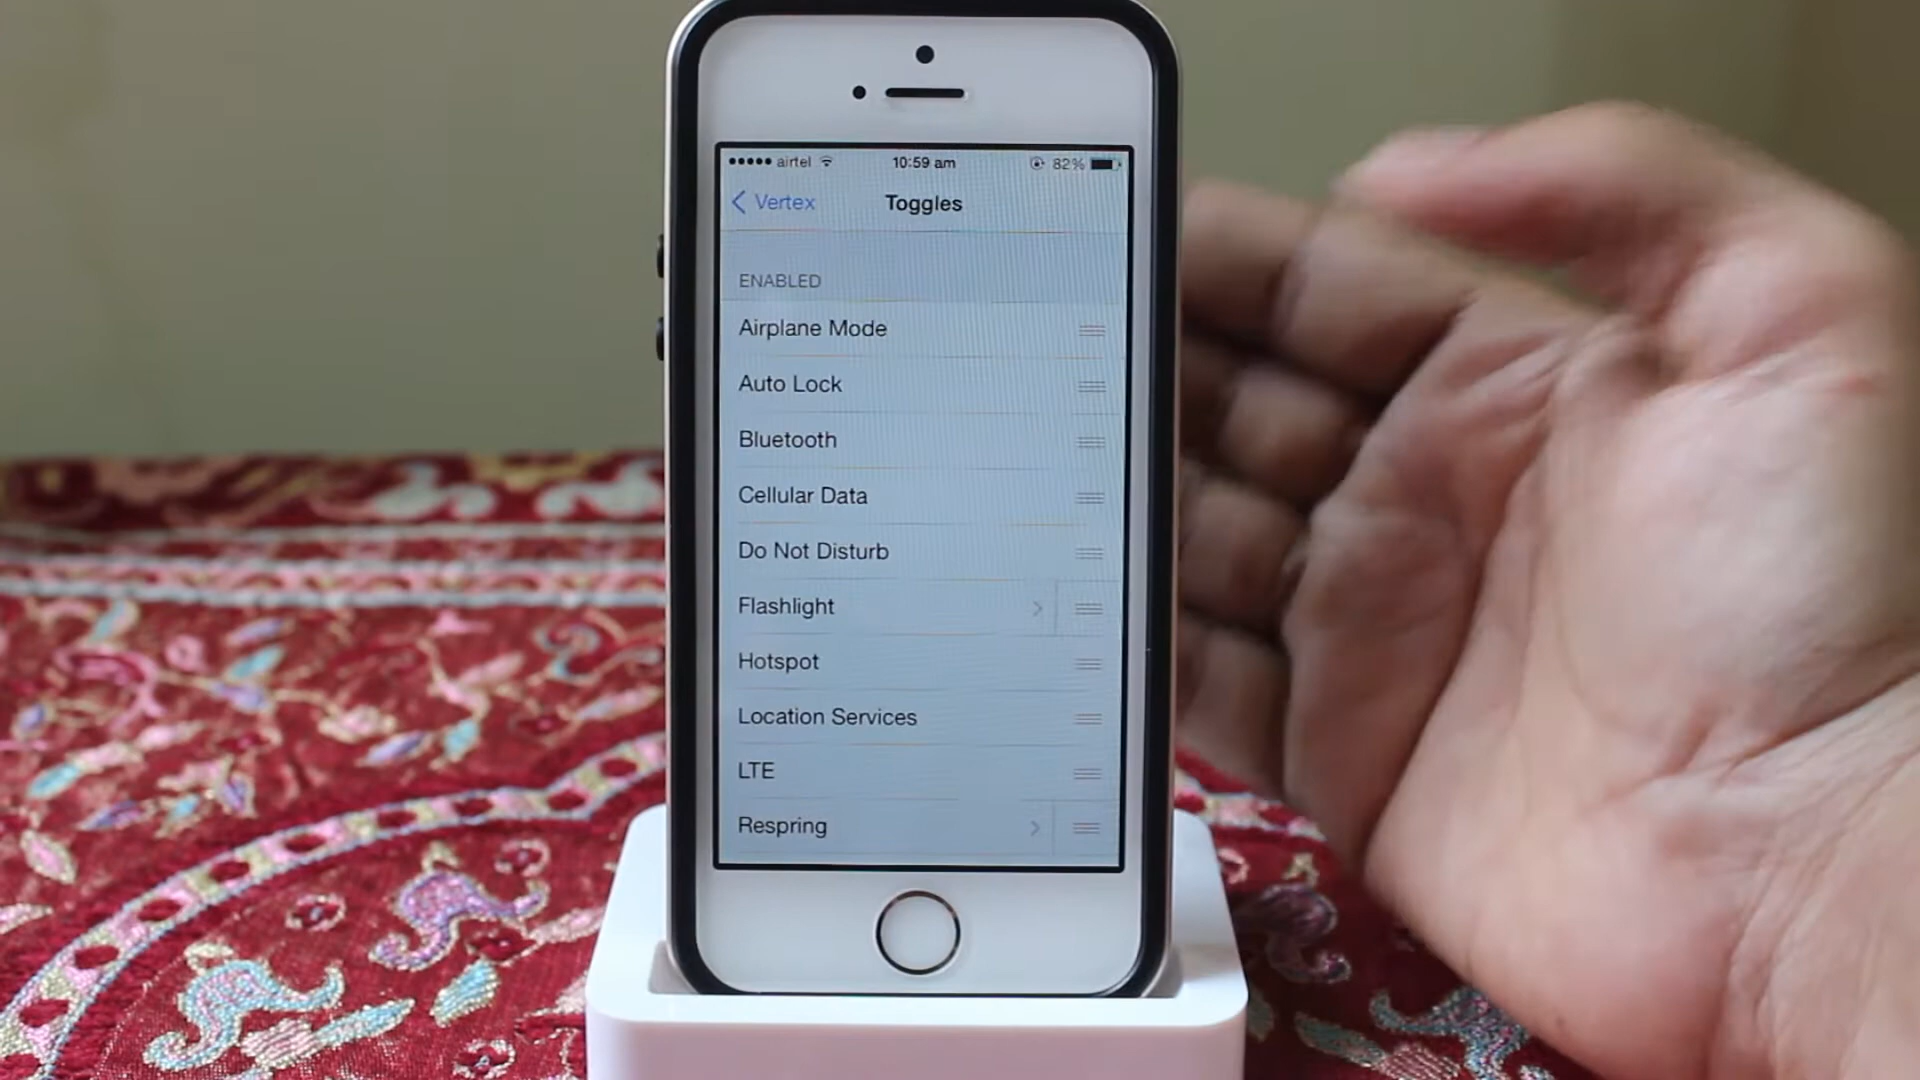 airtel 10:59 am 82%
Vertex Toggles
ENABLED
Airplane Mode
Auto Lock
Bluetooth
Cellular Data
Do Not Disturb
Flashlight
Hotspot
Location Services
LTE
Respring